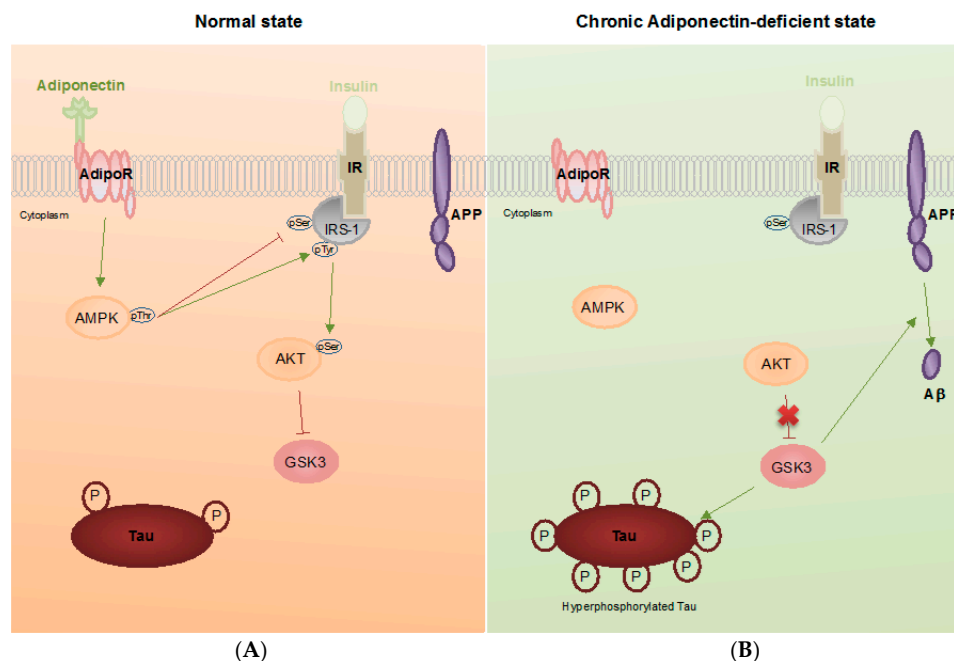 Normal state
Chronic Adiponectin-deficient state
Adiponectin
Insulin
AdipoR
IR
Cytoplasm
pSer
IRS-1
pTyr
APP
AMPK
pThr
AKT
pSer
GSK3
P
P
Tau
(A)
Insulin
AdipoR
IR
Cytoplasm
pSer
IRS-1
APP
AMPK
AKT
Aβ
GSK3
P
P
P
P
P
P
P
P
Tau
Hyperphosphorylated Tau
(B)